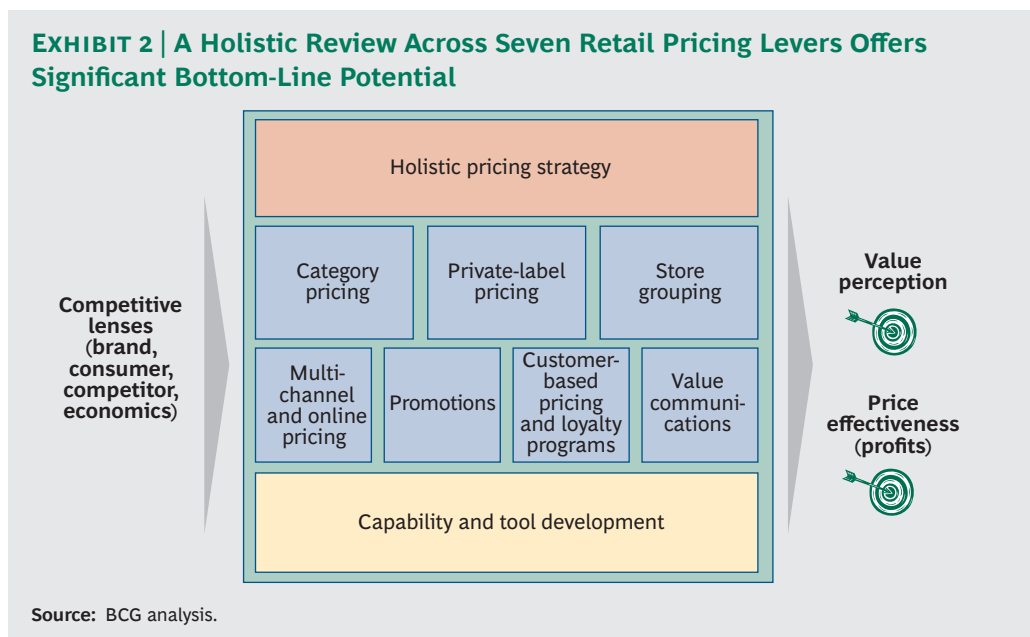 EXHIBIT 2 | A Holistic Review Across Seven Retail Pricing Levers Offers
Significant Bottom-Line Potential
Competitive
lenses
(brand,
consumer,
competitor,
economics)
Holistic pricing strategy
Category
pricing
Private-label
pricing
Store
grouping
Multi-
channel
and online
pricing
Promotions
Customer-
based
pricing
and loyalty
programs
Value
communi-
cations
Capability and tool development
Value
perception
Price
effectiveness
(profits)
Source: BCG analysis.